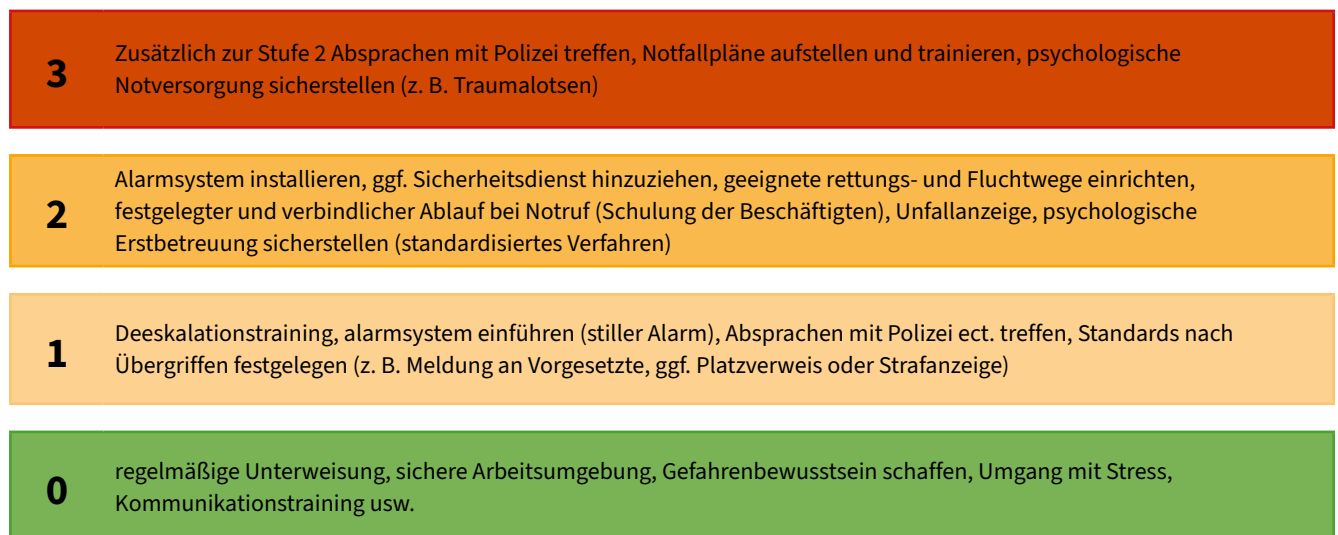 3
Zusätzlich zur Stufe 2 Absprachen mit Polizei treffen, Notfallpläne aufstellen und trainieren, psychologische
Notversorgung sicherstellen (z. B. Traumalotsen)
2
Alarmsystem installieren, ggf. Sicherheitsdienst hinzuziehen, geeignete rettungs- und Fluchtwege einrichten,
festgelegter und verbindlicher Ablauf bei Notruf (Schulung der Beschäftigten), Unfallanzeige, psychologische
Erstbetreuung sicherstellen (standardisiertes Verfahren)
1
Deeskalationstraining, alarmsystem einführen (stiller Alarm), Absprachen mit Polizei ect. treffen, Standards nach
Übergriffen festgelegen (z. B. Meldung an Vorgesetzte, ggf. Platzverweis oder Strafanzeige)
0
regelmäßige Unterweisung, sichere Arbeitsumgebung, Gefahrenbewusstsein schaffen, Umgang mit Stress,
Kommunikationstraining usw.